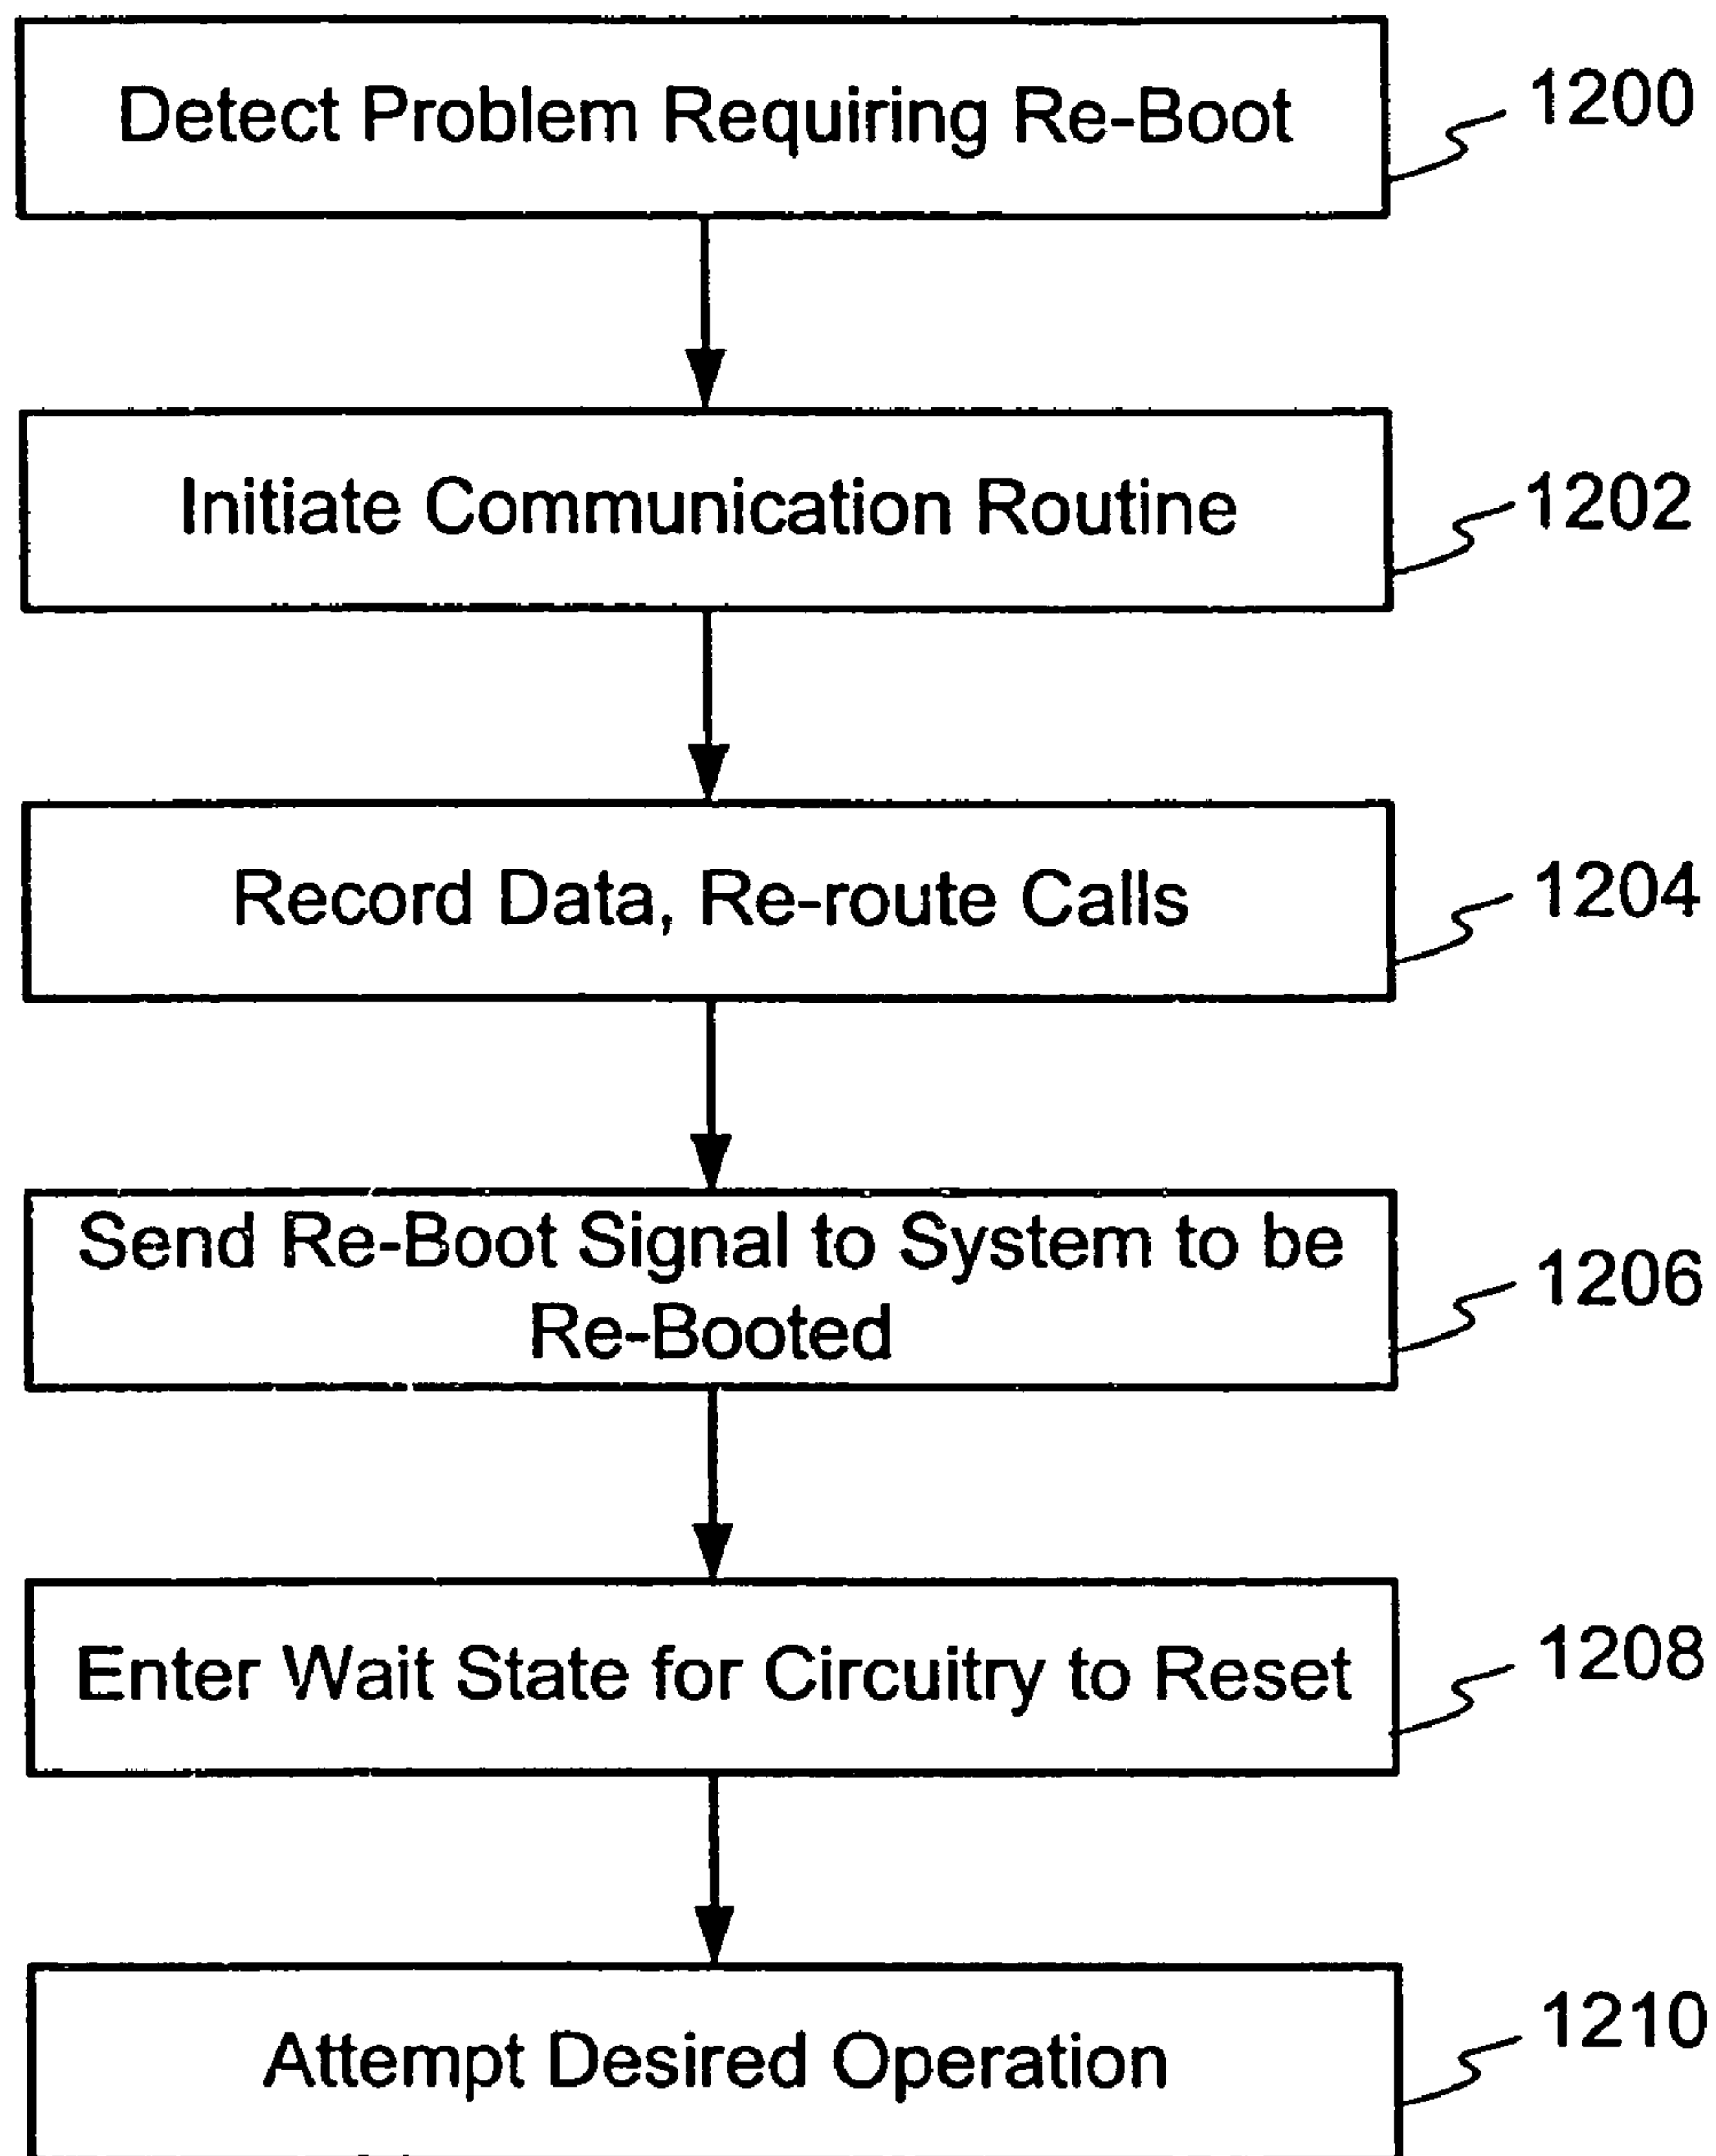 Detect Problem Requiring Re-Boot
1200
Initiate Communication Routine
1202
Record Data, Re-route Calls
1204
Send Re-Boot Signal to System to be
Re-Booted
1206
Enter Wait State for Circuitry to Reset
1208
Attempt Desired Operation
1210